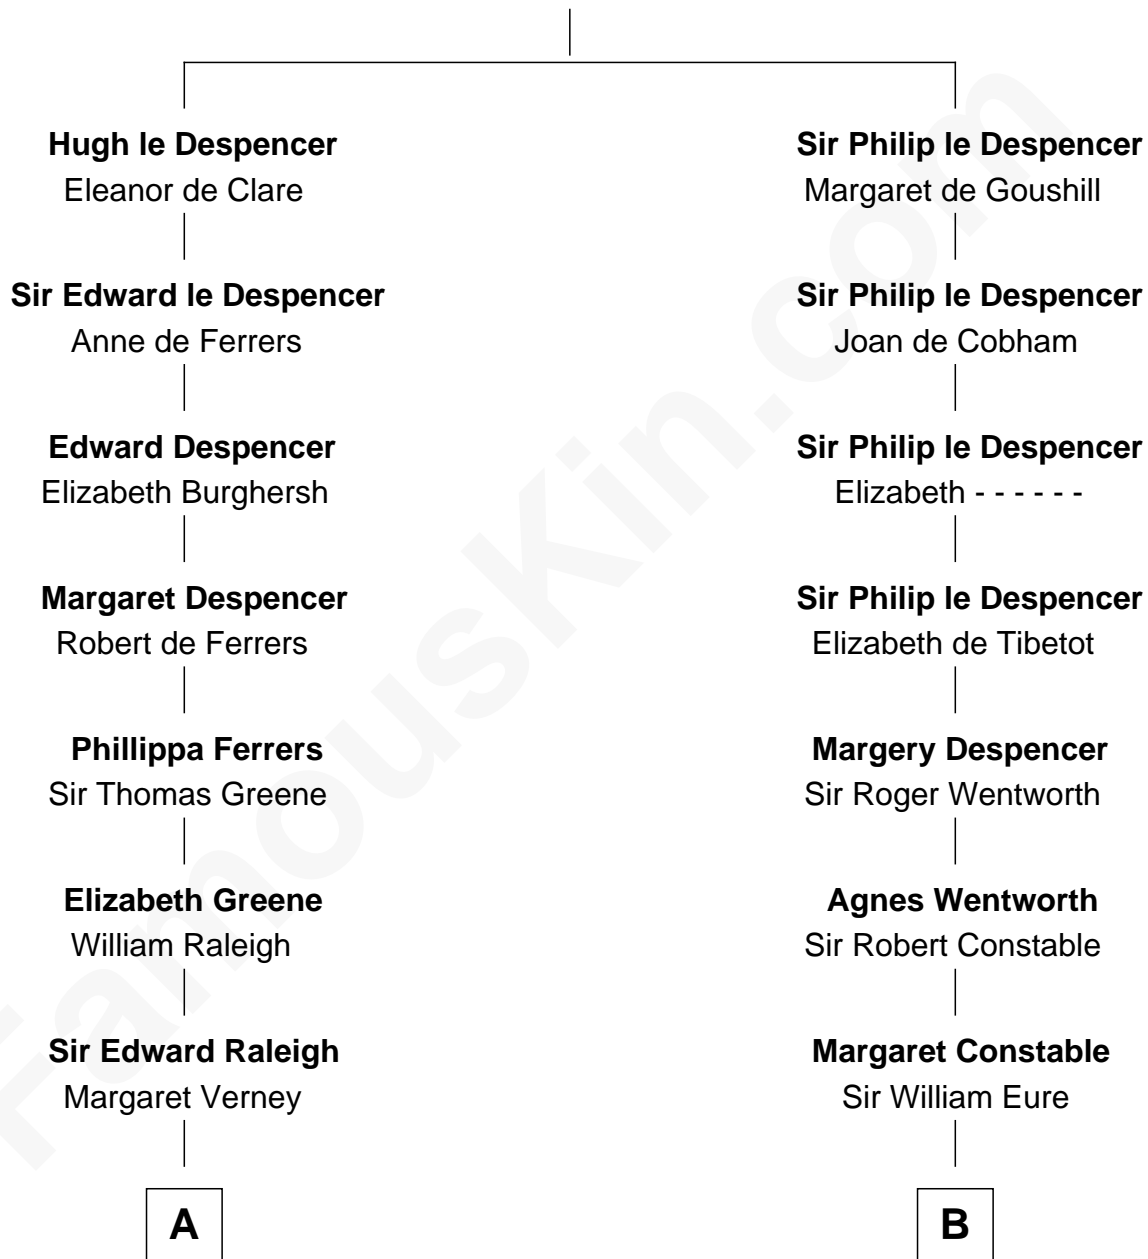 Hugh le Despencer
Eleanor de Clare
Sir Edward le Despencer
Anne de Ferrers
Edward Despencer
Elizabeth Burghersh
Margaret Despencer
Robert de Ferrers
Phillippa Ferrers
Sir Thomas Greene
Elizabeth Greene
William Raleigh
Sir Edward Raleigh
Margaret Verney
A
Sir Philip le Despencer
Margaret de Goushill
Sir Philip le Despencer
Joan de Cobham
Sir Philip le Despencer
Elizabeth - - - - - -
Sir Philip le Despencer
Elizabeth de Tibetot
Margery Despencer
Sir Roger Wentworth
Agnes Wentworth
Sir Robert Constable
Margaret Constable
Sir William Eure
B
FamousKin.com